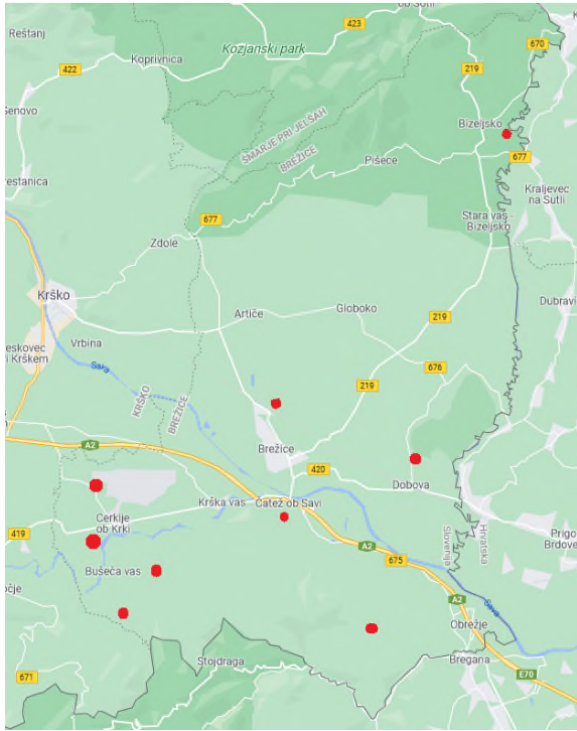 ob Sutli
423
670
Reštanj
Kozjanski park
Koprivnica
219
422
Senovo
Bizeljsko
ŠMARJE PRI JELŠAH
BREŽICE
677
Pišece
restanica
Kraljevec
na Sutli
677
Stara vas-
Bizeljsko
Zdole
Krško
Dubravi
Artiče
Globoko
219
Vrbina
eskovec
i Krškem
Sava
676
KRŠKO
BREŽICE
219
A2
Brežice
420
Dobova
Krška vas
Čatež ob Savi
Cerklje
ob Krki
419
Slovenija
Hrvatska
Prigo
Brdove
A2
675
Bušeča vas
očje
A2
Sava
Obrežje
Stojdraga
Bregana
671
E70